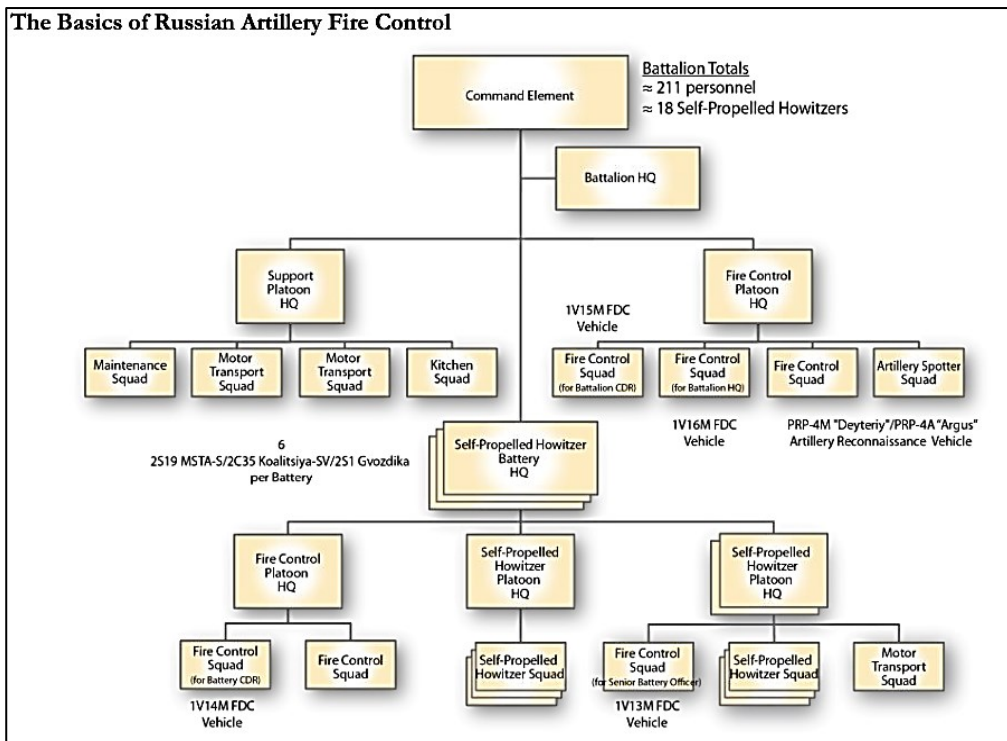 The Basics of Russian Artillery Fire Control
Command Element
Battalion Totals
≈ 211 personnel
≈ 18 Self-Propelled Howitzers
Battalion HQ
Support
Platoon
HQ
Fire Control
Platoon
HQ
1V15M FDC
Vehicle
Maintenance
Squad
Motor
Transport
Squad
Motor
Transport
Squad
Kitchen
Squad
Fire Control
Squad
(for Battalion CDR)
Fire Control
Squad
(for Battalion HQ)
Fire Control
Squad
Artillery Spotter
Squad
1V16M FDC
Vehicle
PRP-4M "Deyteriy"/PRP-4A "Argus"
Artillery Reconnaissance Vehicle
6
2S19 MSTA-S/2C35 Koalitsiya-SV/2S1 Gvozdika
per Battery
Self-Propelled Howitzer
Battery
HQ
Fire Control
Platoon
HQ
Self-Propelled
Howitzer
Platoon
HQ
Self-Propelled
Howitzer
Platoon
HQ
Fire Control
Squad
(for Battery CDR)
Fire Control
Squad
Self-Propelled
Howitzer Squad
Fire Control
Squad
(for Senior Battery Officer)
Self-Propelled
Howitzer Squad
Motor
Transport
Squad
1V14M FDC
Vehicle
1V13M FDC
Vehicle